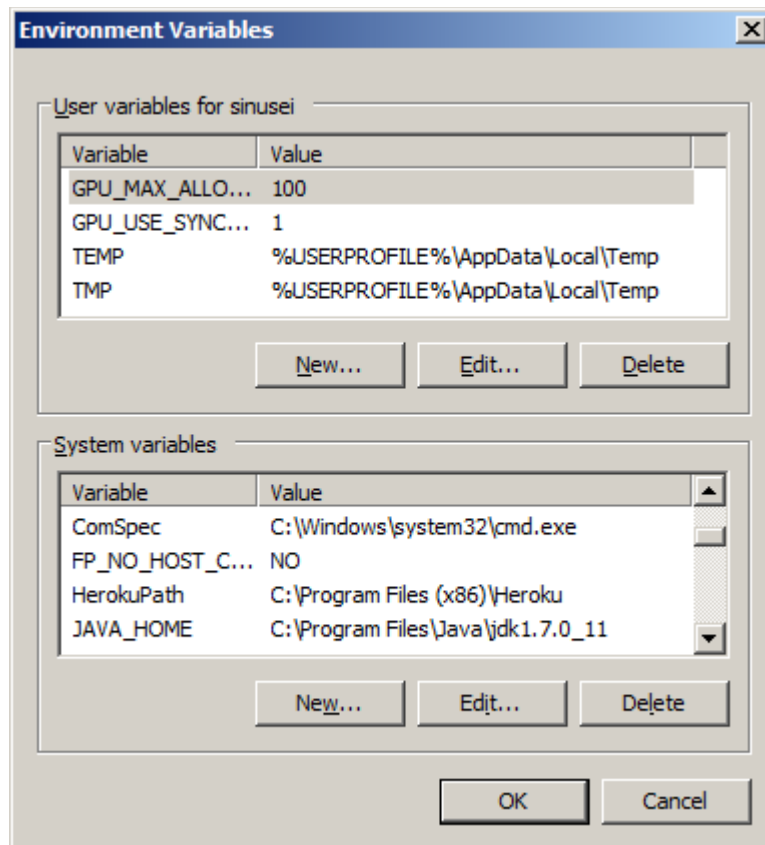 Environment Variables
User variables for sinusei
Variable Value
GPU_MAX_ALLO... 100
GPU_USE_SYNC... 1
TEMP %USERPROFILE%\AppData\Local\Temp
TMP %USERPROFILE%\AppData\Local\Temp
New... Edit... Delete
System variables
Variable Value
ComSpec C:\Windows\system32\cmd.exe
FP_NO_HOST_C... NO
HerokuPath C:\Program Files (x86)\Heroku
JAVA_HOME C:\Program Files\Java\jdk1.7.0_11
New... Edit... Delete
OK Cancel